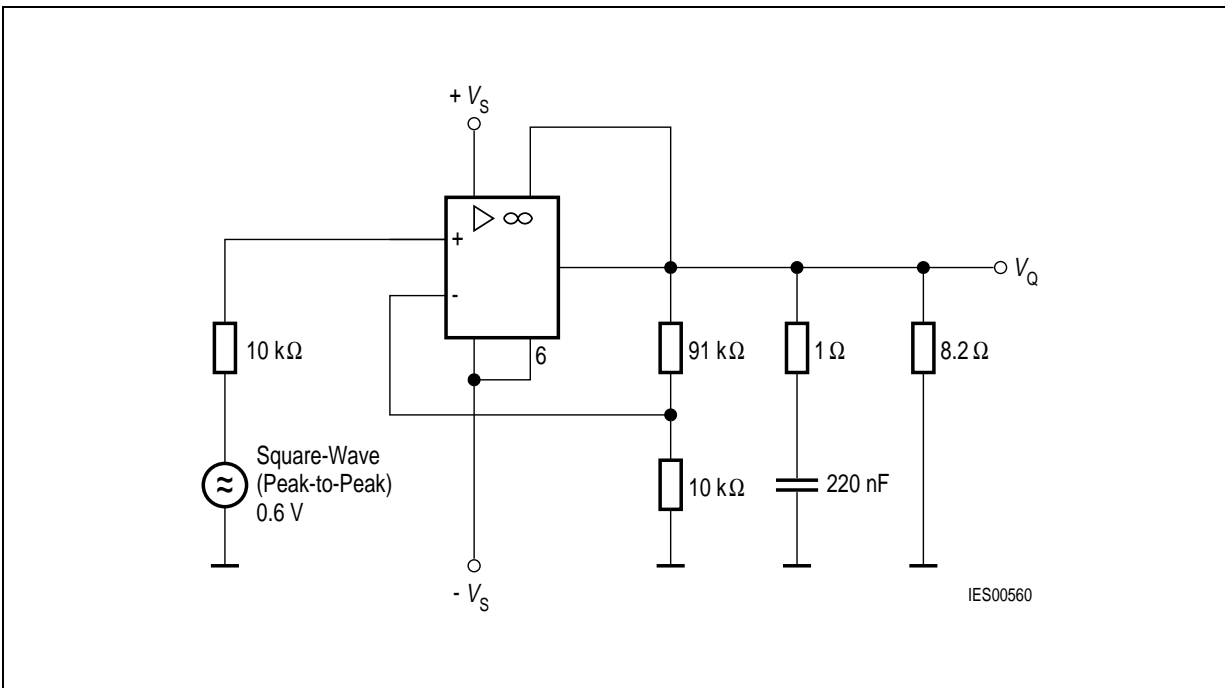 + V_S
▷ ∞
+
-
6
V_Q
10 kΩ
91 kΩ
1 Ω
8.2 Ω
Square-Wave
(Peak-to-Peak)
0.6 V
≈
10 kΩ
220 nF
- V_S
IES00560